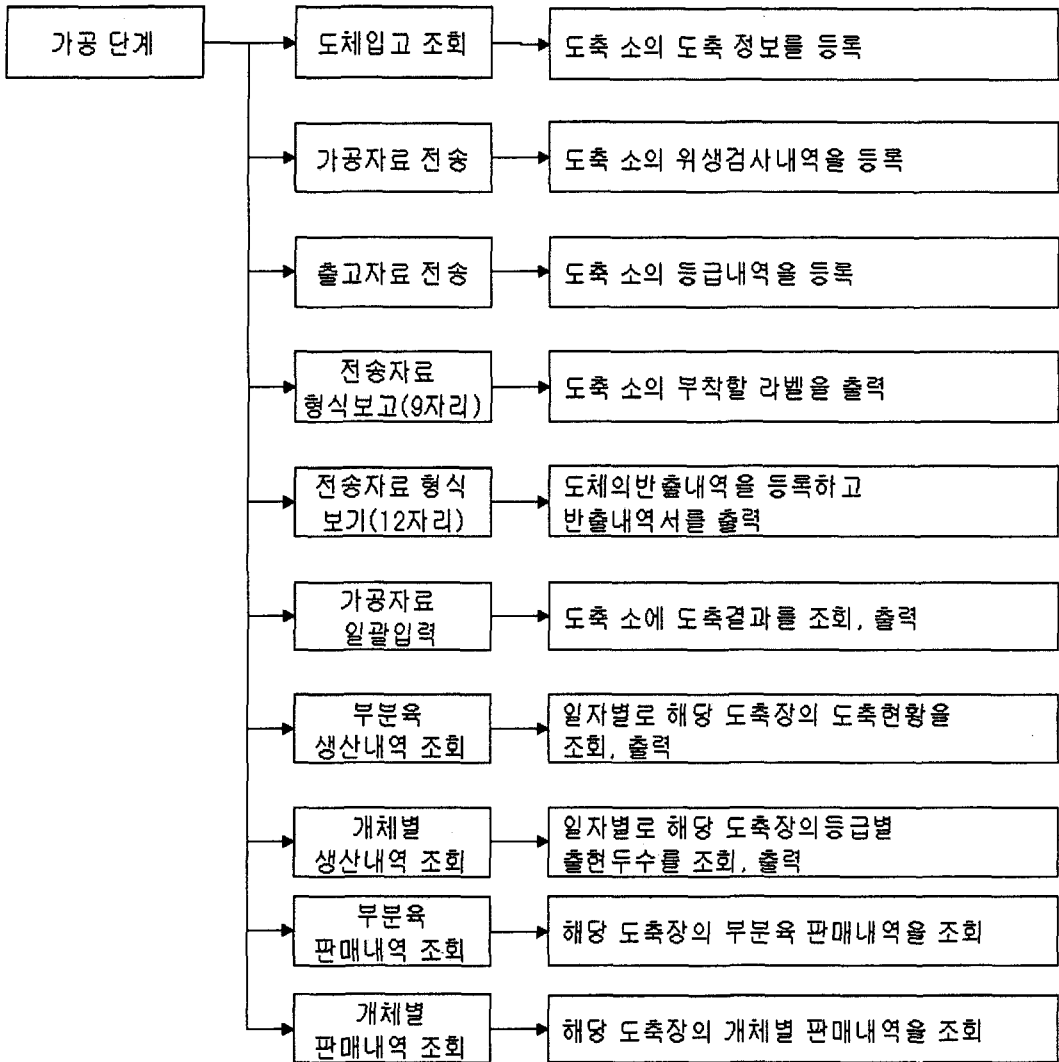 가공 단계
도체입고 조회
도축 소의 도축 정보를 등록
가공자료 전송
도축 소의 위생검사내역을 등록
출고자료 전송
도축 소의 등급내역을 등록
전송자료
형식보고(9자리)
도축 소의 부착할 라벨을 출력
전송자료 형식
보기(12자리)
도체의반출내역을 등록하고
반출내역서를 출력
가공자료
일괄입력
도축 소에 도축결과를 조회, 출력
부분육
생산내역 조회
일자별로 해당 도축장의 도축현황을
조회, 출력
개체별
생산내역 조회
일자별로 해당 도축장의등급별
출현두수를 조회, 출력
부분육
판매내역 조회
해당 도축장의 부분육 판매내역을 조회
개체별
판매내역 조회
해당 도축장의 개체별 판매내역을 조회